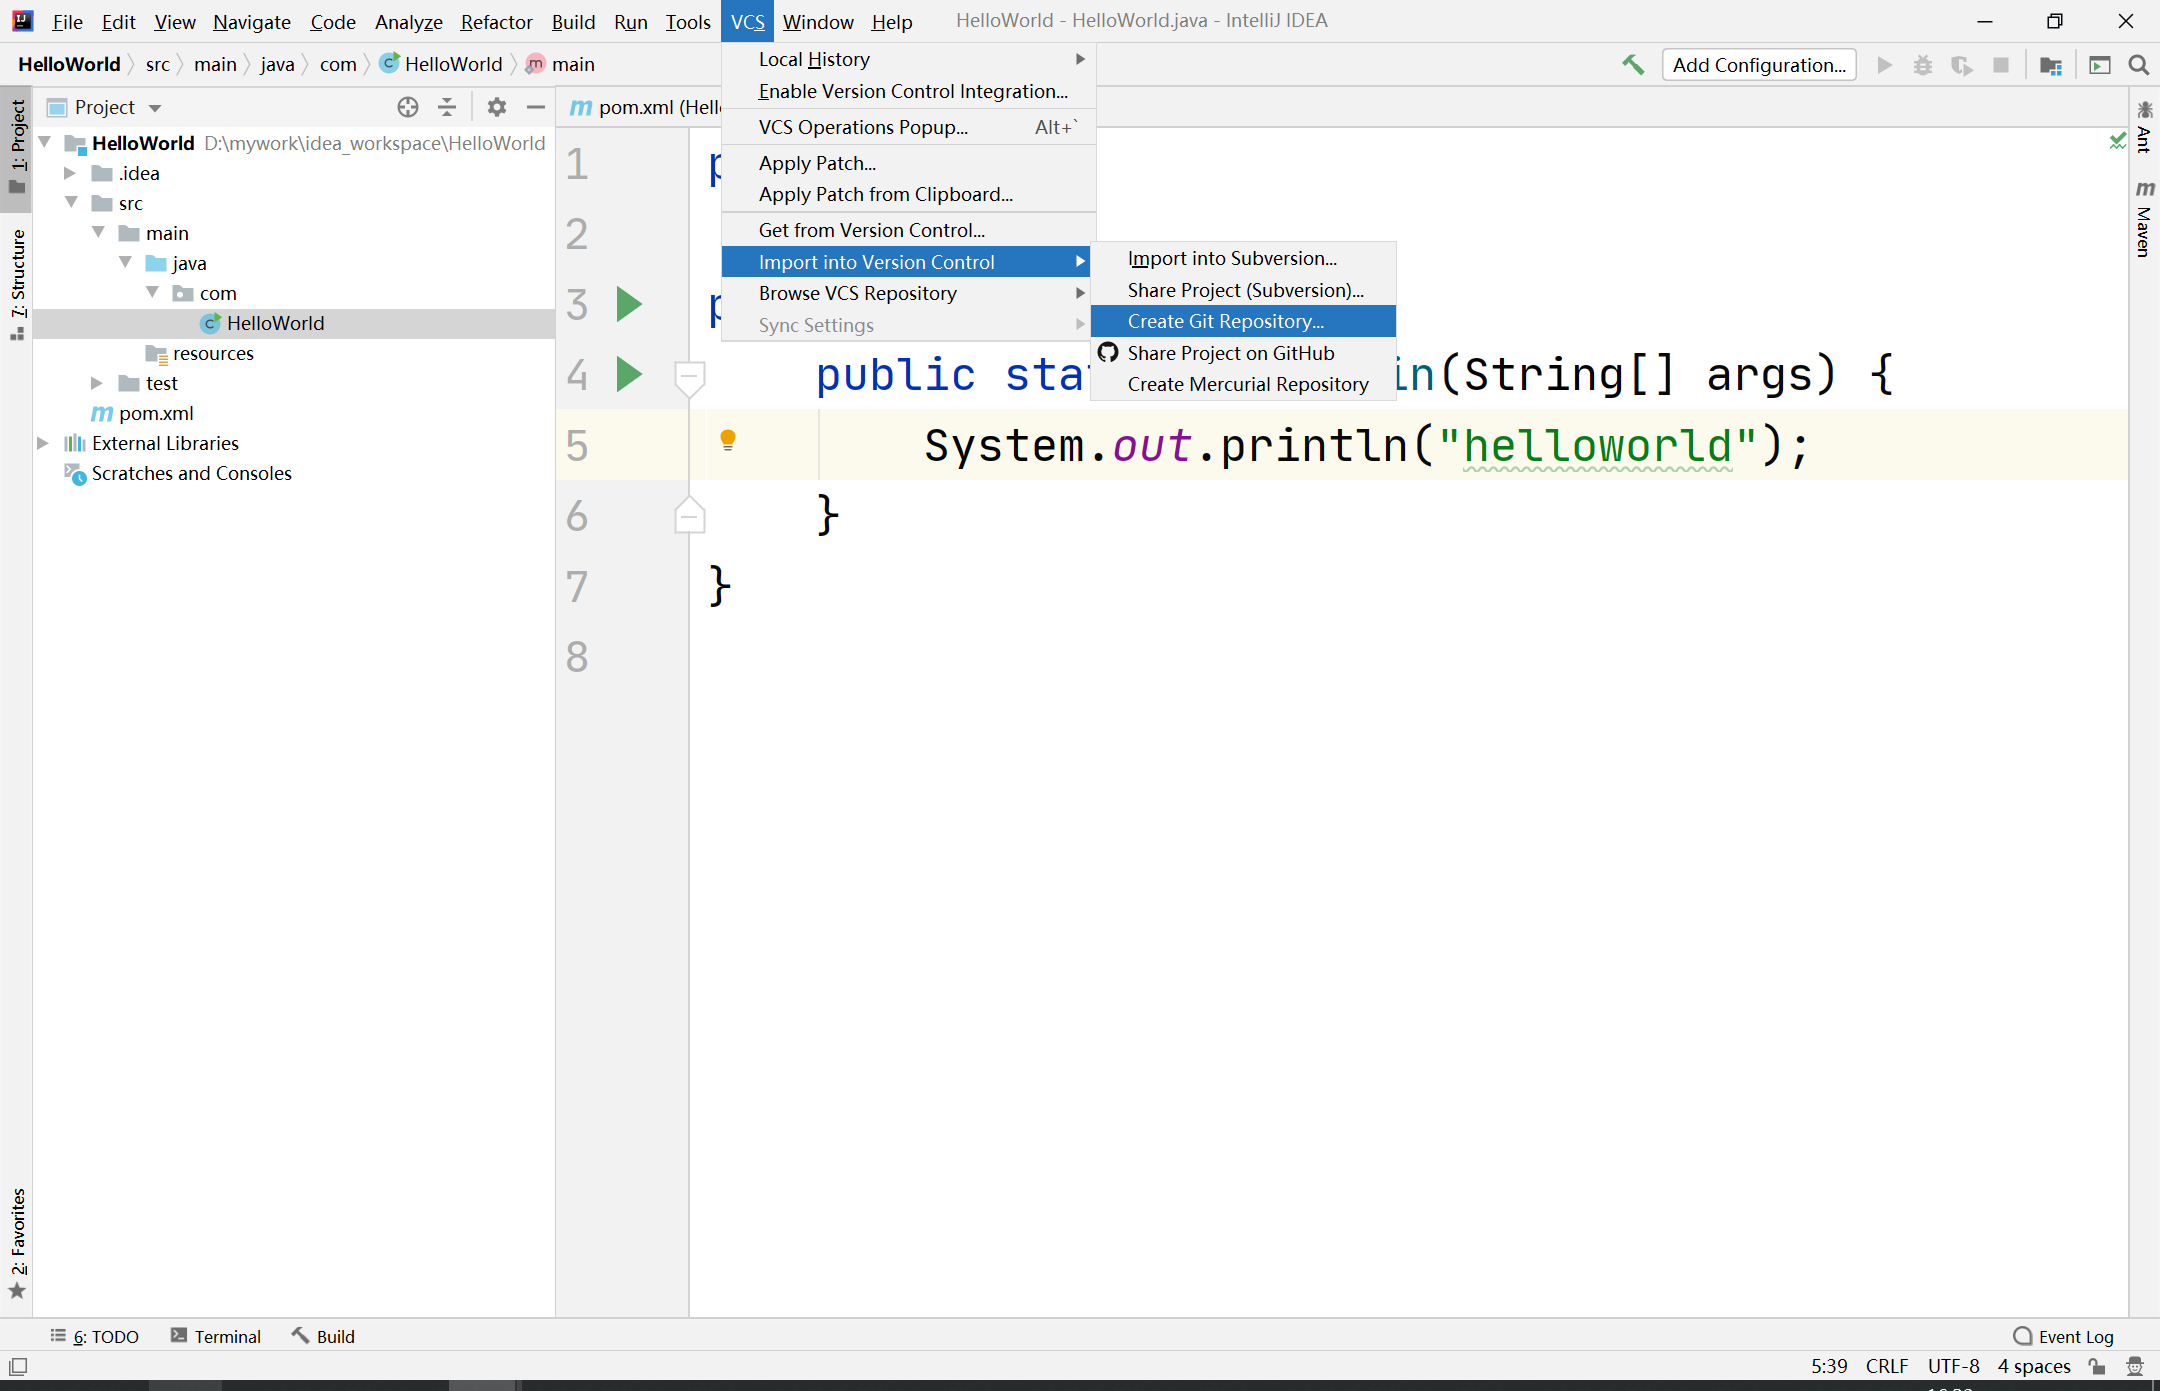 File Edit View Navigate Code Analyze Refactor Build Run Tools VCS Window Help HelloWorld - HelloWorld.java - IntelliJ IDEA
HelloWorld src main java com HelloWorld main Add Configuration...
1: Project
7: Structure
2: Favorites
Project
HelloWorld D:\mywork\idea_workspace\HelloWorld
.idea
src
main
java
com
HelloWorld
resources
test
pom.xml
External Libraries
Scratches and Consoles
pom.xml (Hell
Local History
Enable Version Control Integration...
VCS Operations Popup... Alt+`
Apply Patch...
Apply Patch from Clipboard...
Get from Version Control...
Import into Version Control
Browse VCS Repository
Sync Settings
Import into Subversion...
Share Project (Subversion)...
Create Git Repository...
Share Project on GitHub
Create Mercurial Repository
1 p
2
3 p
4 public stat in(String[] args) {
5 System.out.println("helloworld");
6 }
7 }
8
Ant
Maven
6: TODO Terminal Build Event Log
5:39 CRLF UTF-8 4 spaces